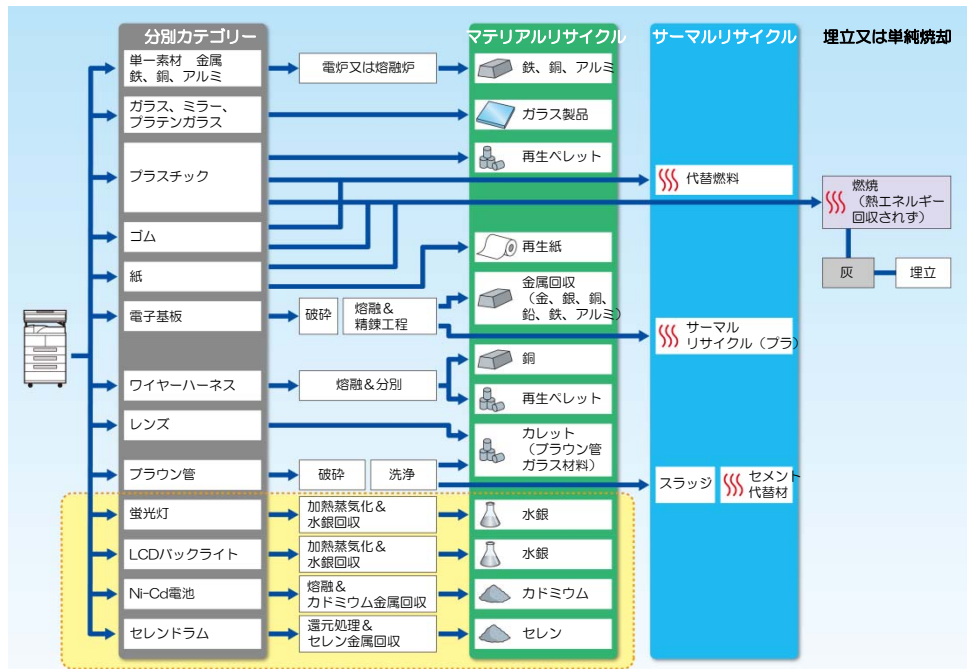 分別カテゴリー
マテリアルリサイクル
サーマルリサイクル
埋立又は単純焼却
単一素材　金属
鉄、銅、アルミ
電炉又は熔融炉
鉄、銅、アルミ
ガラス、ミラー、
プラテンガラス
ガラス製品
プラスチック
再生ペレット
代替燃料
燃焼
（熱エネルギー
回収されず）
灰
埋立
ゴム
紙
再生紙
電子基板
破砕
熔融＆
精錬工程
金属回収
（金、銀、銅、
鉛、鉄、アルミ）
サーマル
リサイクル（プラ）
ワイヤーハーネス
熔融＆分別
銅
再生ペレット
レンズ
カレット
（ブラウン管
ガラス材料）
ブラウン管
破砕
洗浄
スラッジ
セメント
代替材
蛍光灯
加熱蒸気化＆
水銀回収
水銀
LCDバックライト
加熱蒸気化＆
水銀回収
水銀
Ni-Cd電池
熔融＆
カドミウム金属回収
カドミウム
セレンドラム
還元処理＆
セレン金属回収
セレン